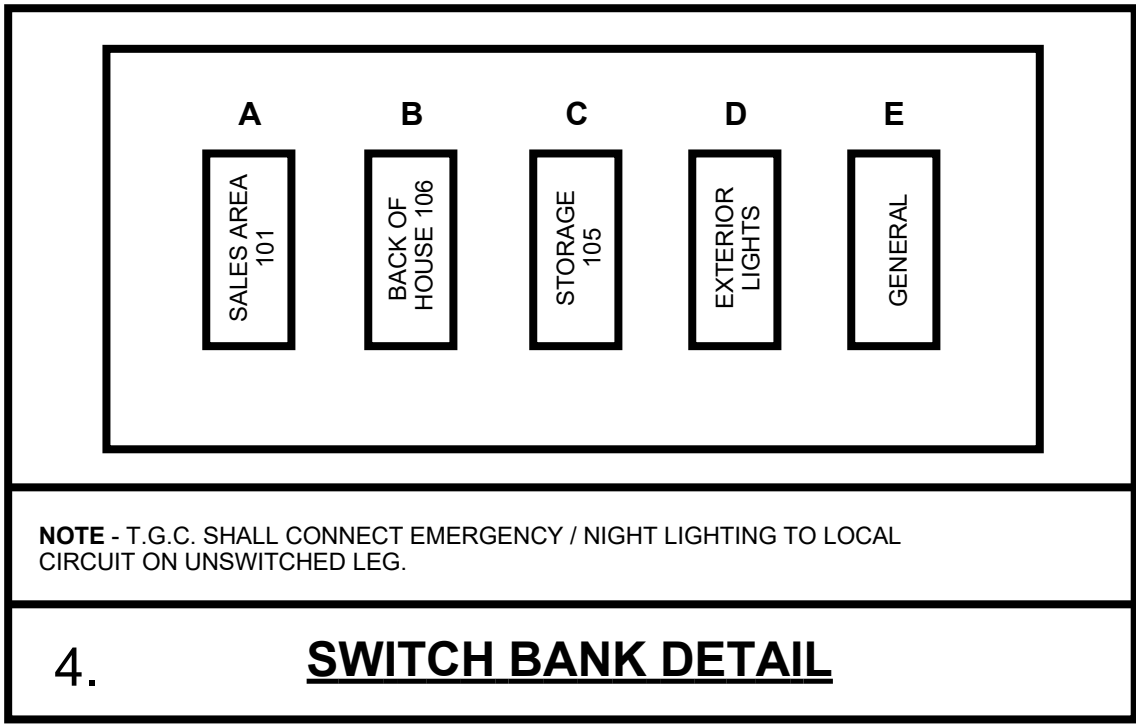 A B C D E
SALES AREA
101
BACK OF
HOUSE 106
STORAGE
105
EXTERIOR
LIGHTS
GENERAL
NOTE - T.G.C. SHALL CONNECT EMERGENCY / NIGHT LIGHTING TO LOCAL
CIRCUIT ON UNSWITCHED LEG.
4. SWITCH BANK DETAIL